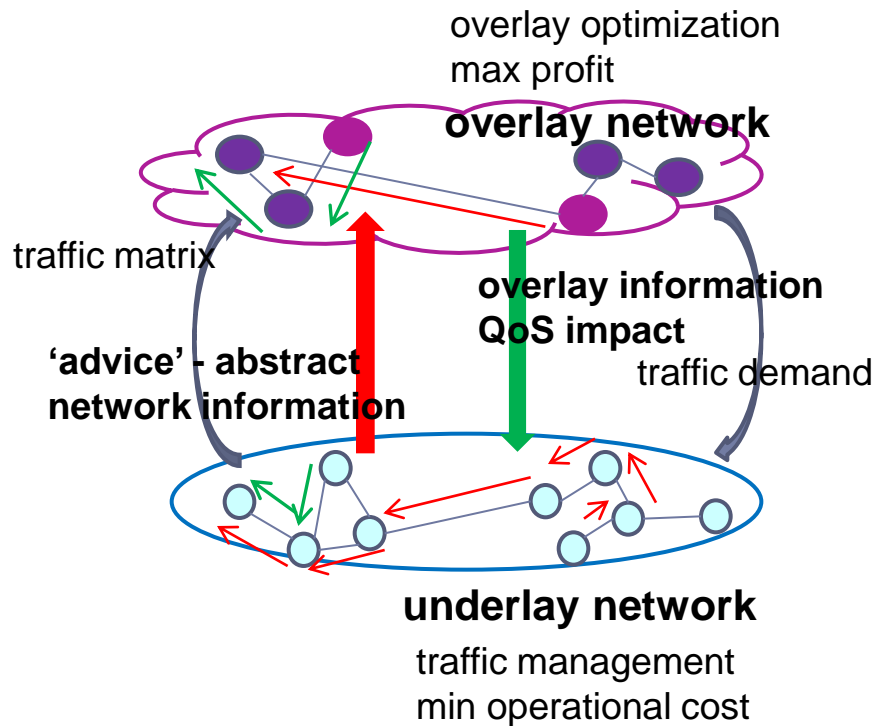 overlay optimization
max profit
overlay network
traffic matrix
overlay information
QoS impact
‘advice’ - abstract
network information
traffic demand
underlay network
traffic management
min operational cost